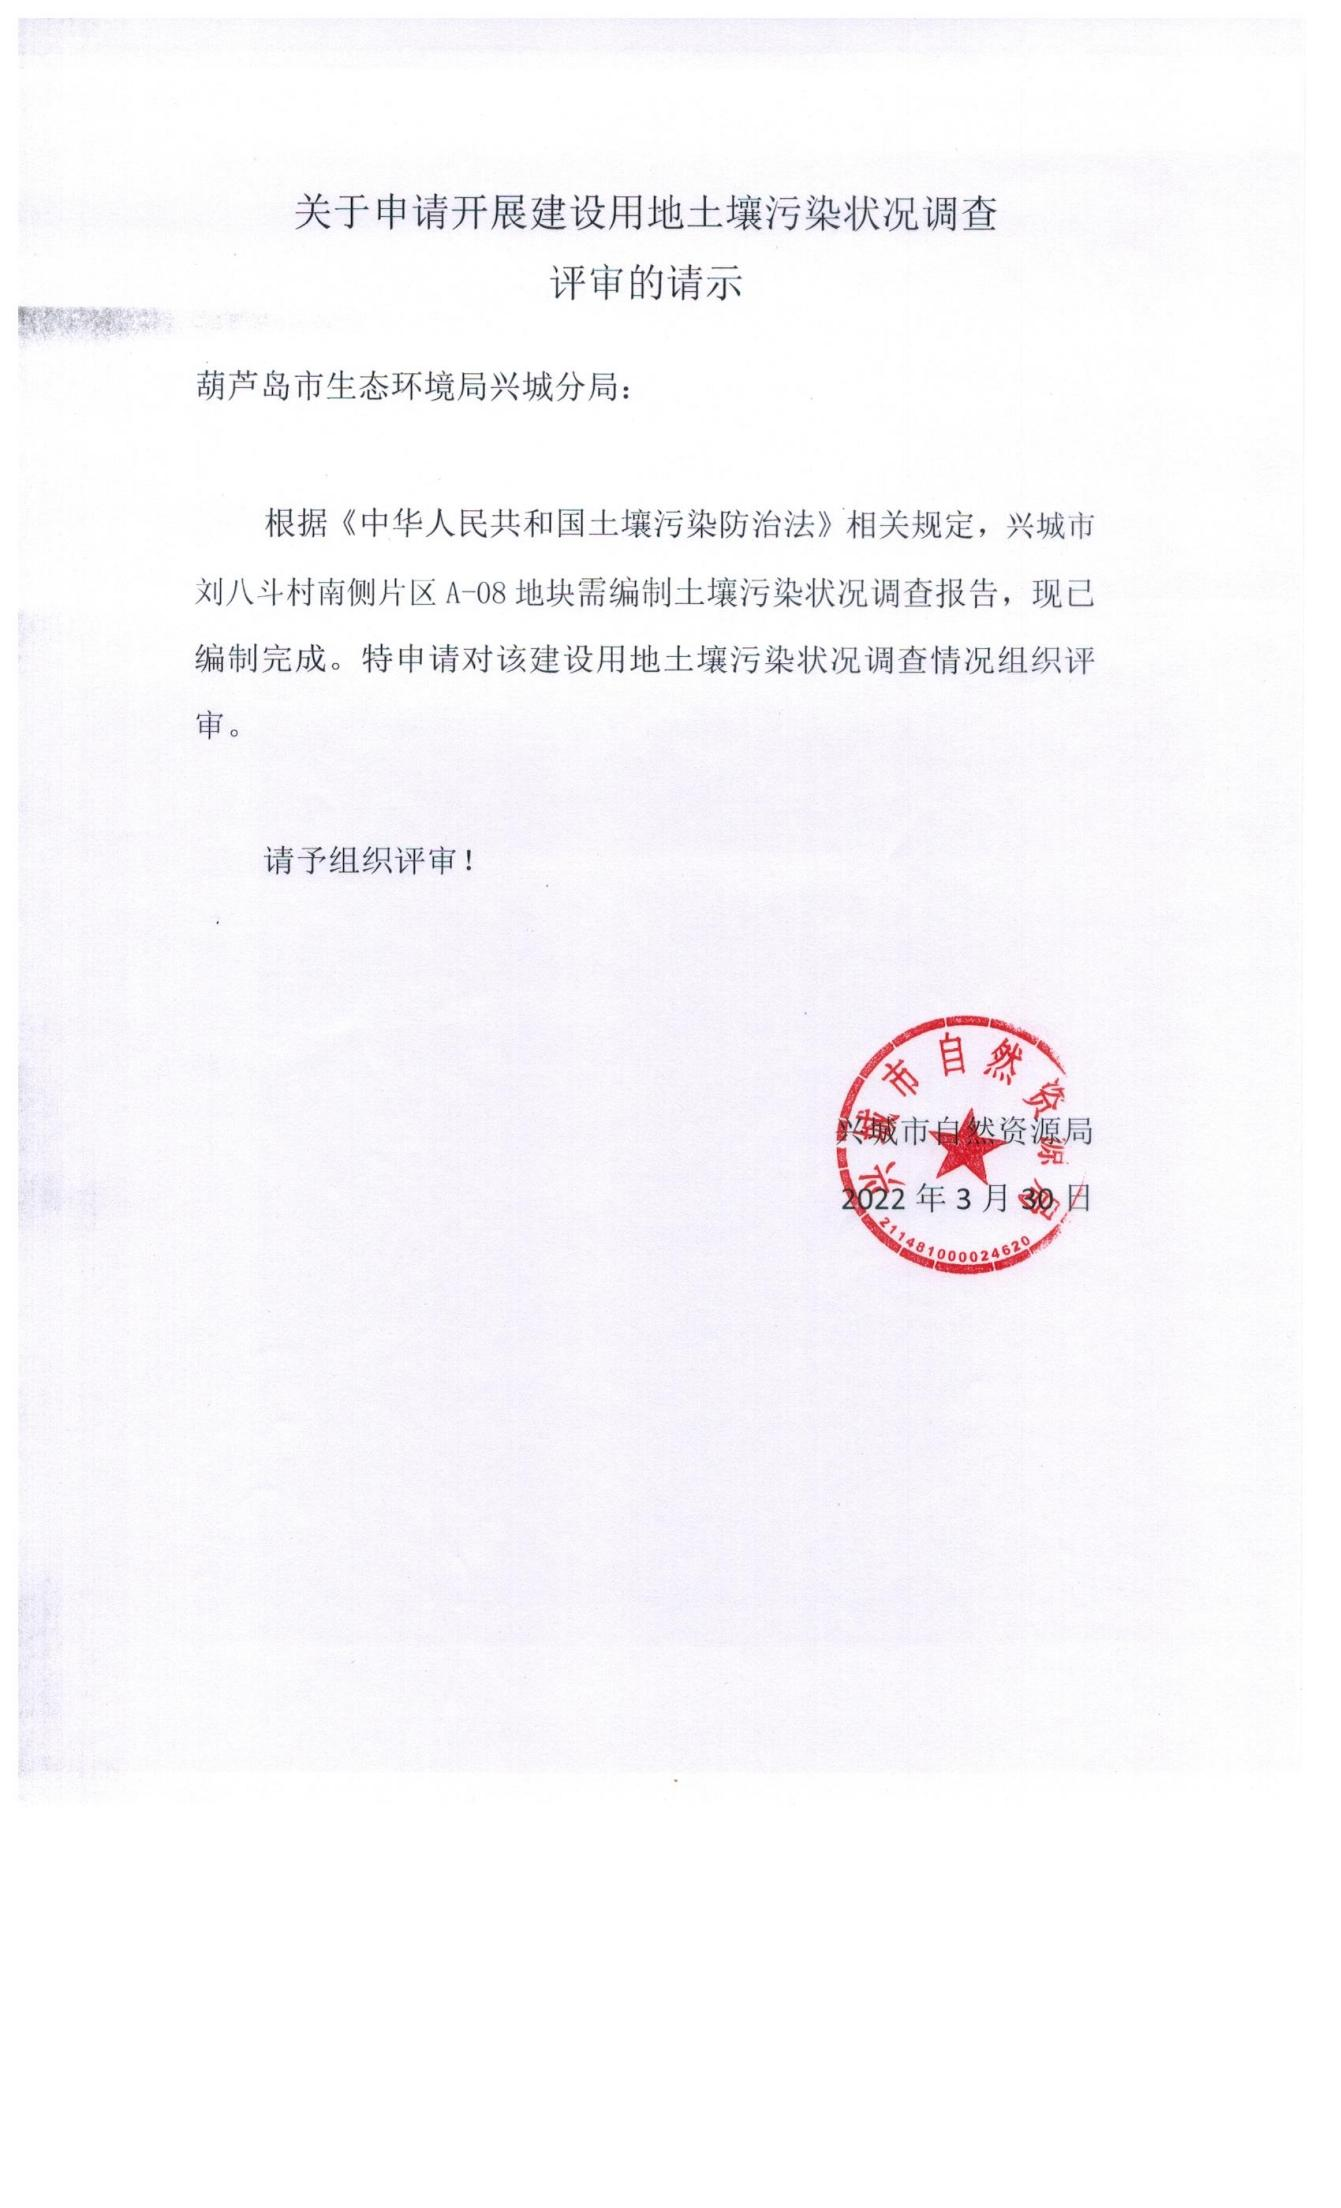 关于申请开展建设用地土壤污染状况调查
评审的请示
葫芦岛市生态环境局兴城分局：
根据《中华人民共和国土壤污染防治法》相关规定，兴城市
刘八斗村南侧片区 A-08 地块需编制土壤污染状况调查报告，现已
编制完成。特申请对该建设用地土壤污染状况调查情况组织评
审。
请予组织评审！
兴城市自然资源局
兴城市自然资源局
2022 年 3 月 30 日
211481000024620